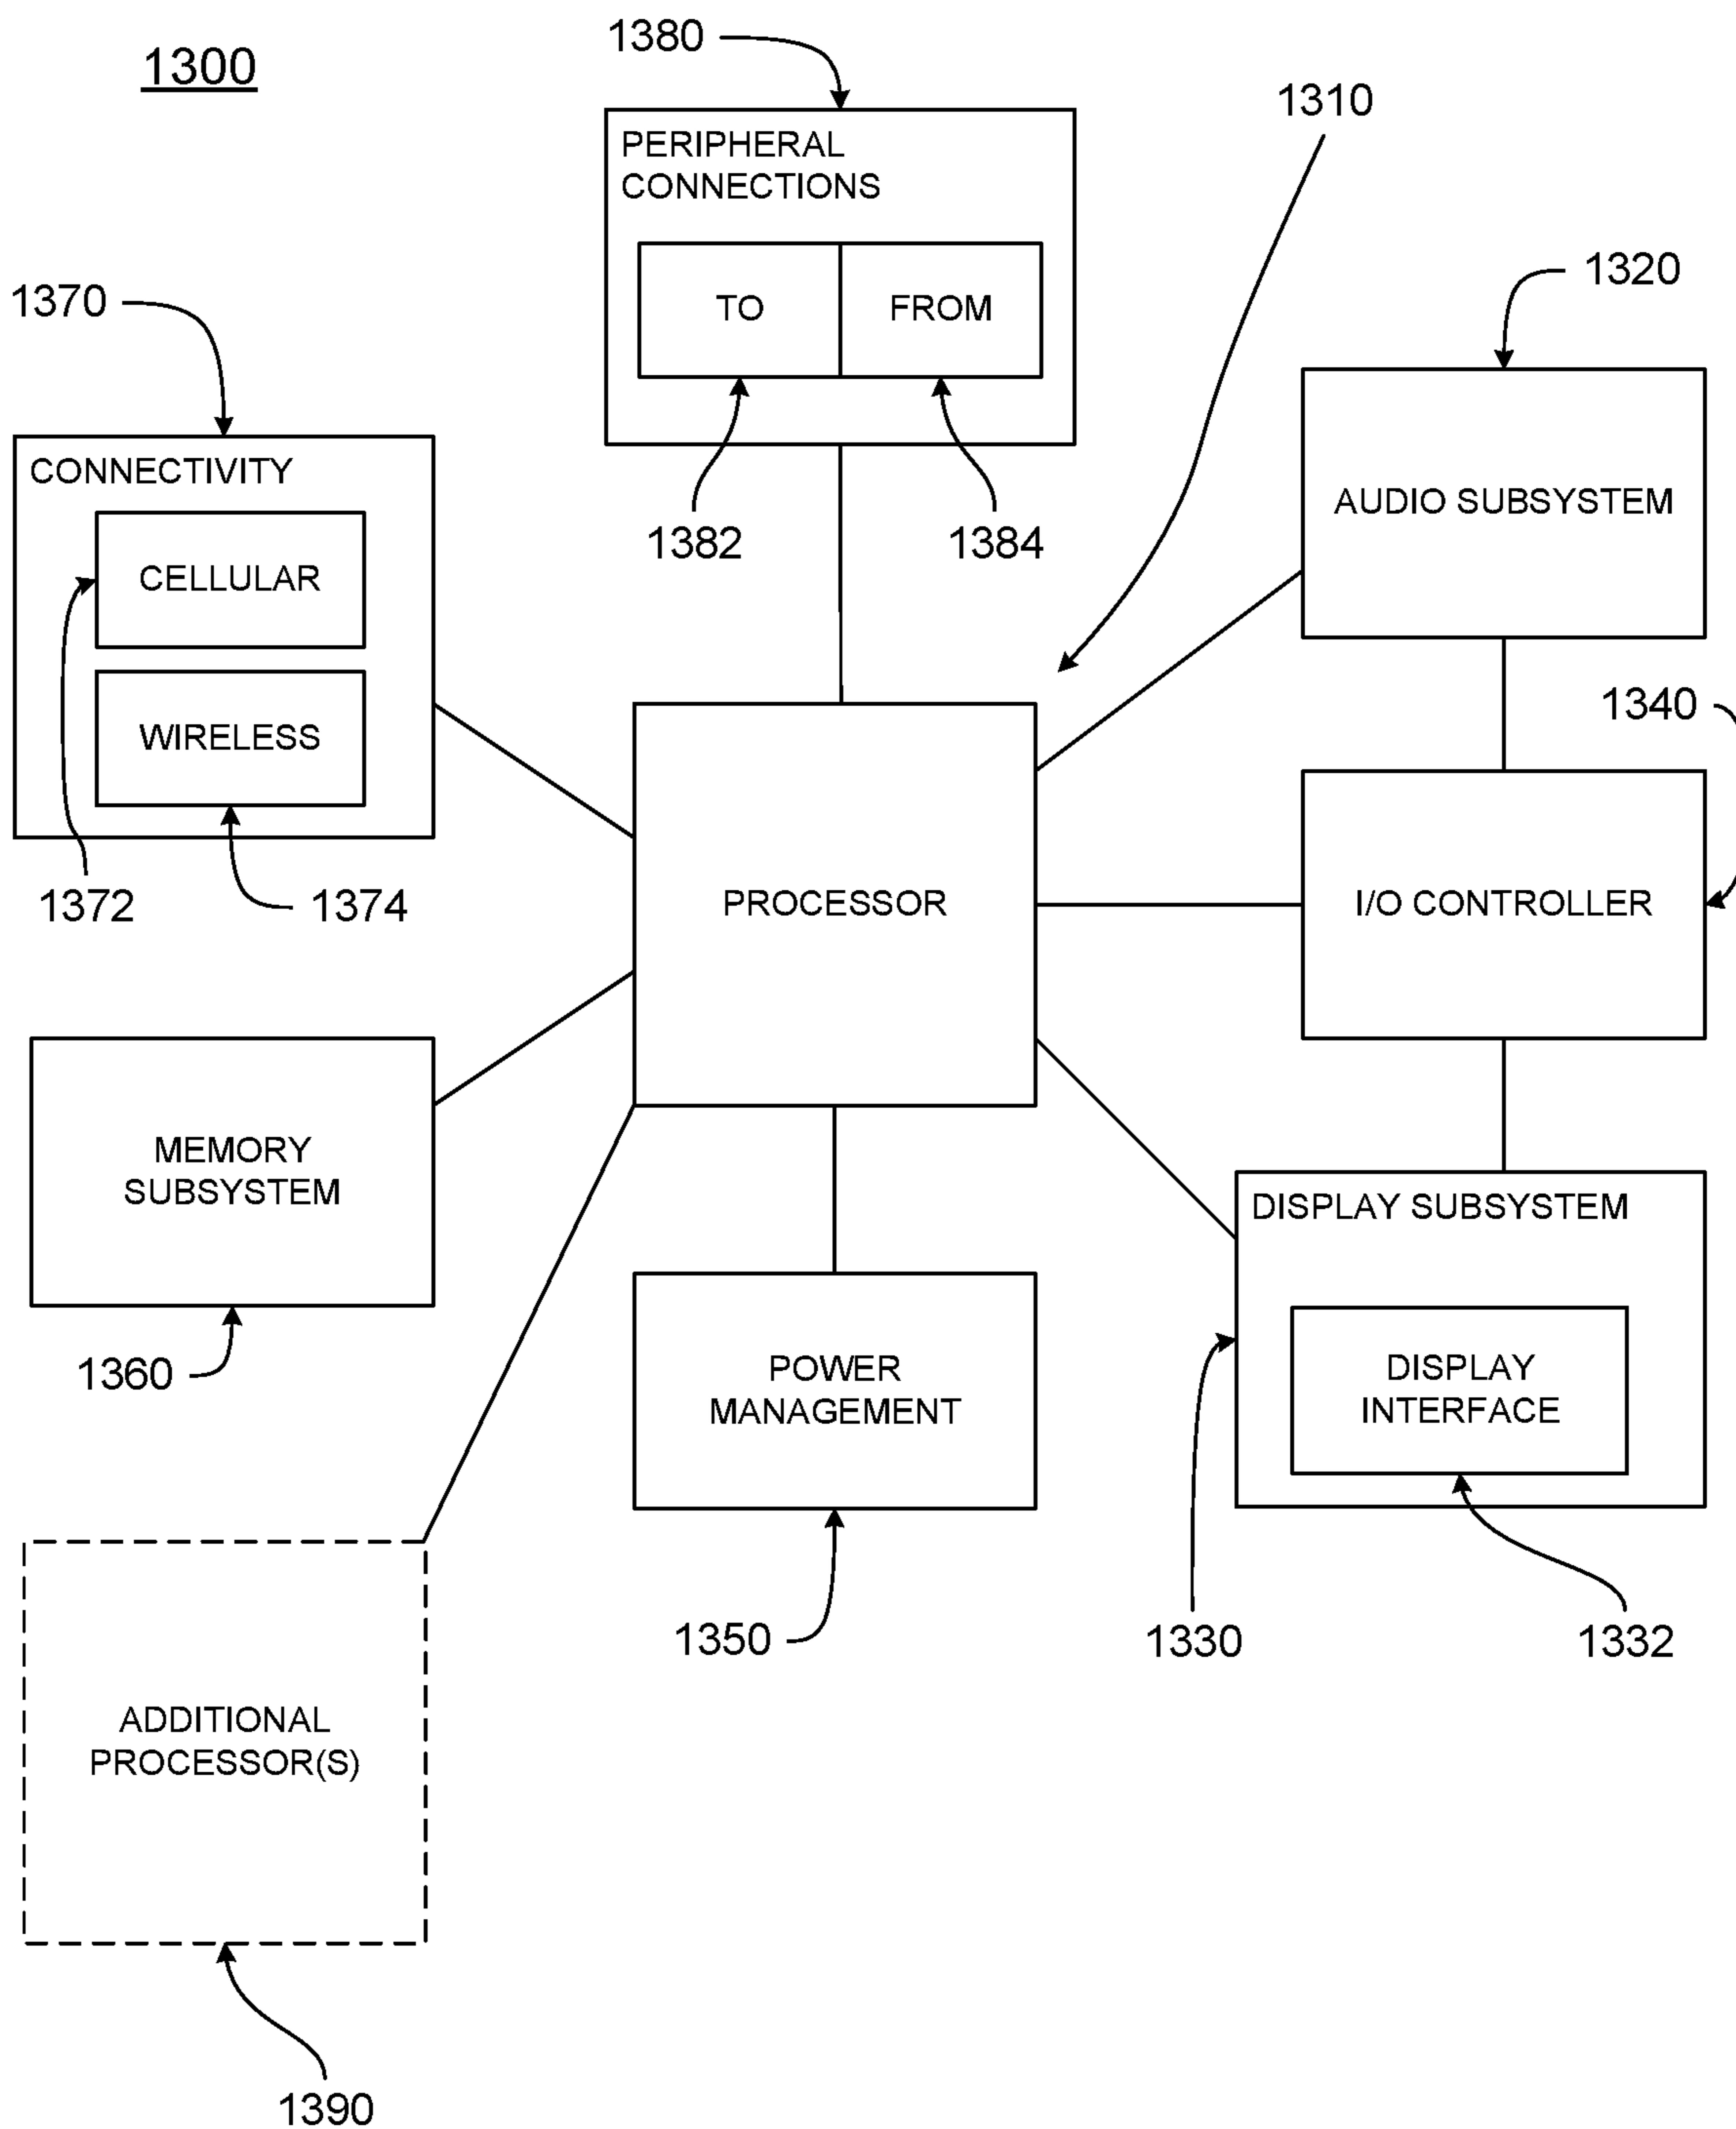 1300
1380
1310
PERIPHERAL
CONNECTIONS
TO
FROM
1320
1370
CONNECTIVITY
AUDIO SUBSYSTEM
1382
1384
CELLULAR
1340
WIRELESS
1372
1374
PROCESSOR
I/O CONTROLLER
MEMORY
SUBSYSTEM
DISPLAY SUBSYSTEM
1360
POWER
MANAGEMENT
DISPLAY
INTERFACE
1350
1330
1332
ADDITIONAL
PROCESSOR(S)
1390